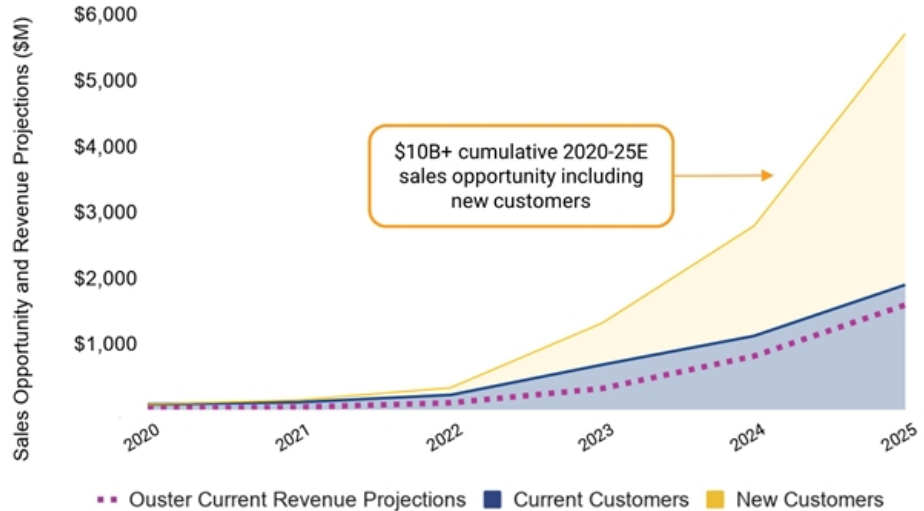 Sales Opportunity and Revenue Projections ($M)
$6,000
$5,000
$4,000
$3,000
$2,000
$1,000
$10B+ cumulative 2020-25E
sales opportunity including
new customers
2020
2021
2022
2023
2024
2025
Ouster Current Revenue Projections
Current Customers
New Customers